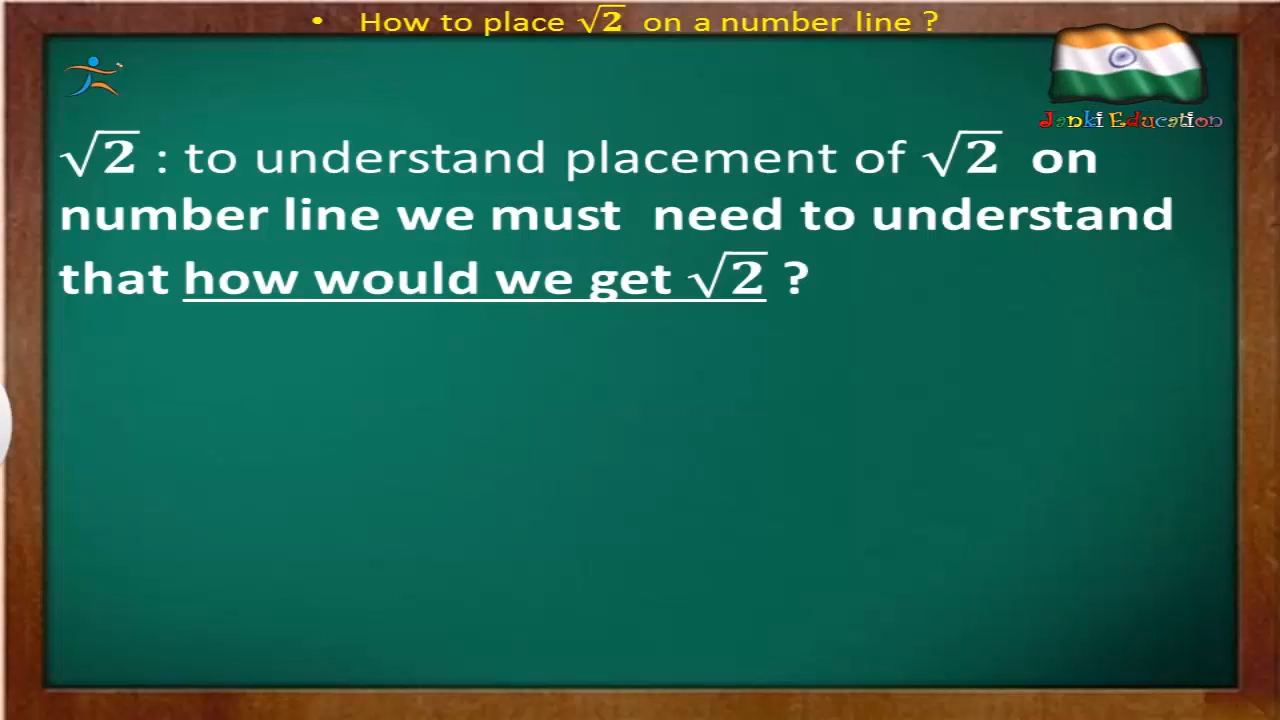 • How to place √2 on a number line ?
Janki Education
√2 : to understand placement of √2 on
number line we must need to understand
that how would we get √2 ?